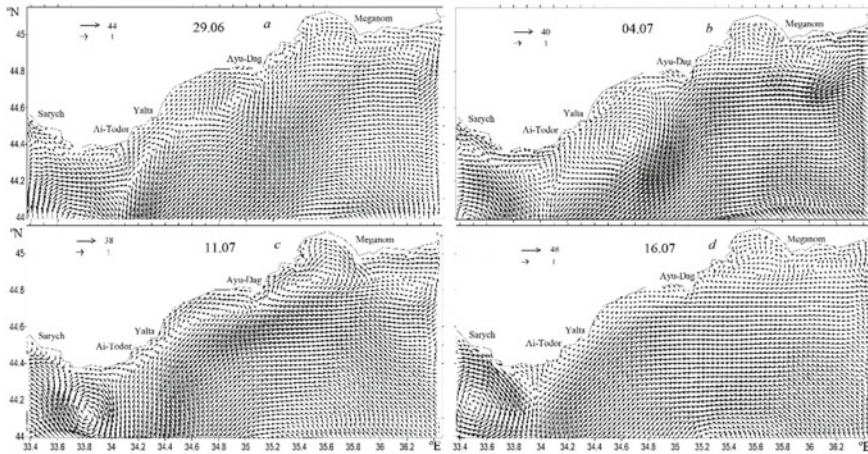 °N
45
44.8
44.6
44.4
44.2
44
44
1
29.06
a
Meganom
Ayu-Dag
Yalta
Ai-Todor
Sarych
40
1
04.07
b
Meganom
Ayu-Dag
Yalta
Ai-Todor
Sarych
°N
45
44.8
44.6
44.4
44.2
44
38
1
11.07
c
Meganom
Ayu-Dag
Yalta
Ai-Todor
Sarych
33.4 33.6 33.8 34 34.2 34.4 34.6 34.8 35 35.2 35.4 35.6 35.8 36 36.2
°E
1
16.07
d
Meganom
Ayu-Dag
Yalta
Ai-Todor
Sarych
33.4 33.6 33.8 34 34.2 34.4 34.6 34.8 35 35.2 35.4 35.6 35.8 36 36.2
°E